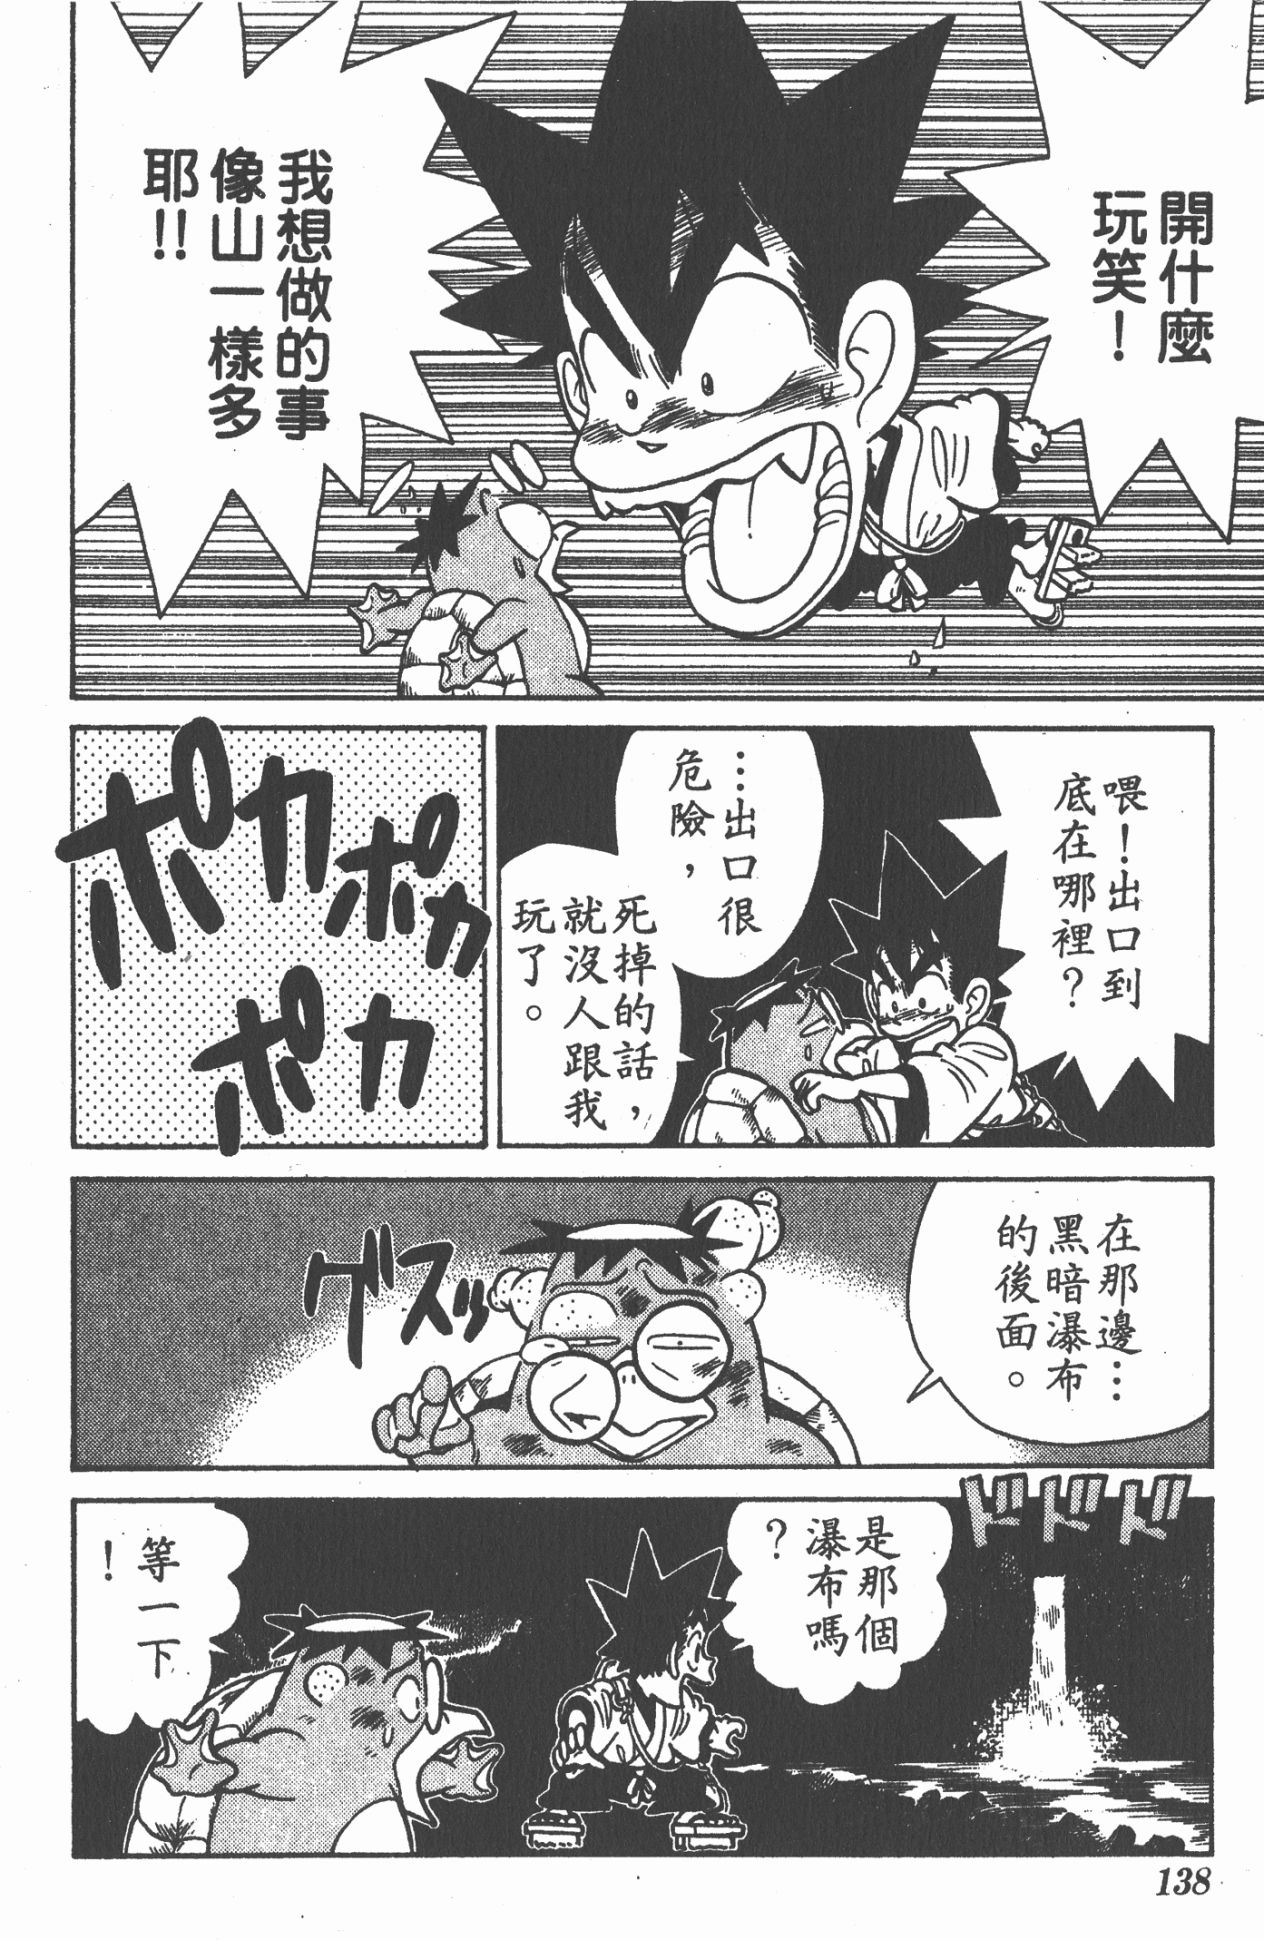 開什麼
玩笑！
我想做的事
像山一樣多
耶!!
喂！出口到
底在哪裡？
…出口很
危險，
死掉的話，
就沒人跟我
玩了。
ポカ
ポカ
ポカ
在那邊…
黑暗瀑布
的後面。
グスッ
ドドド
是那個
瀑布嗎
？
等一下
！
138